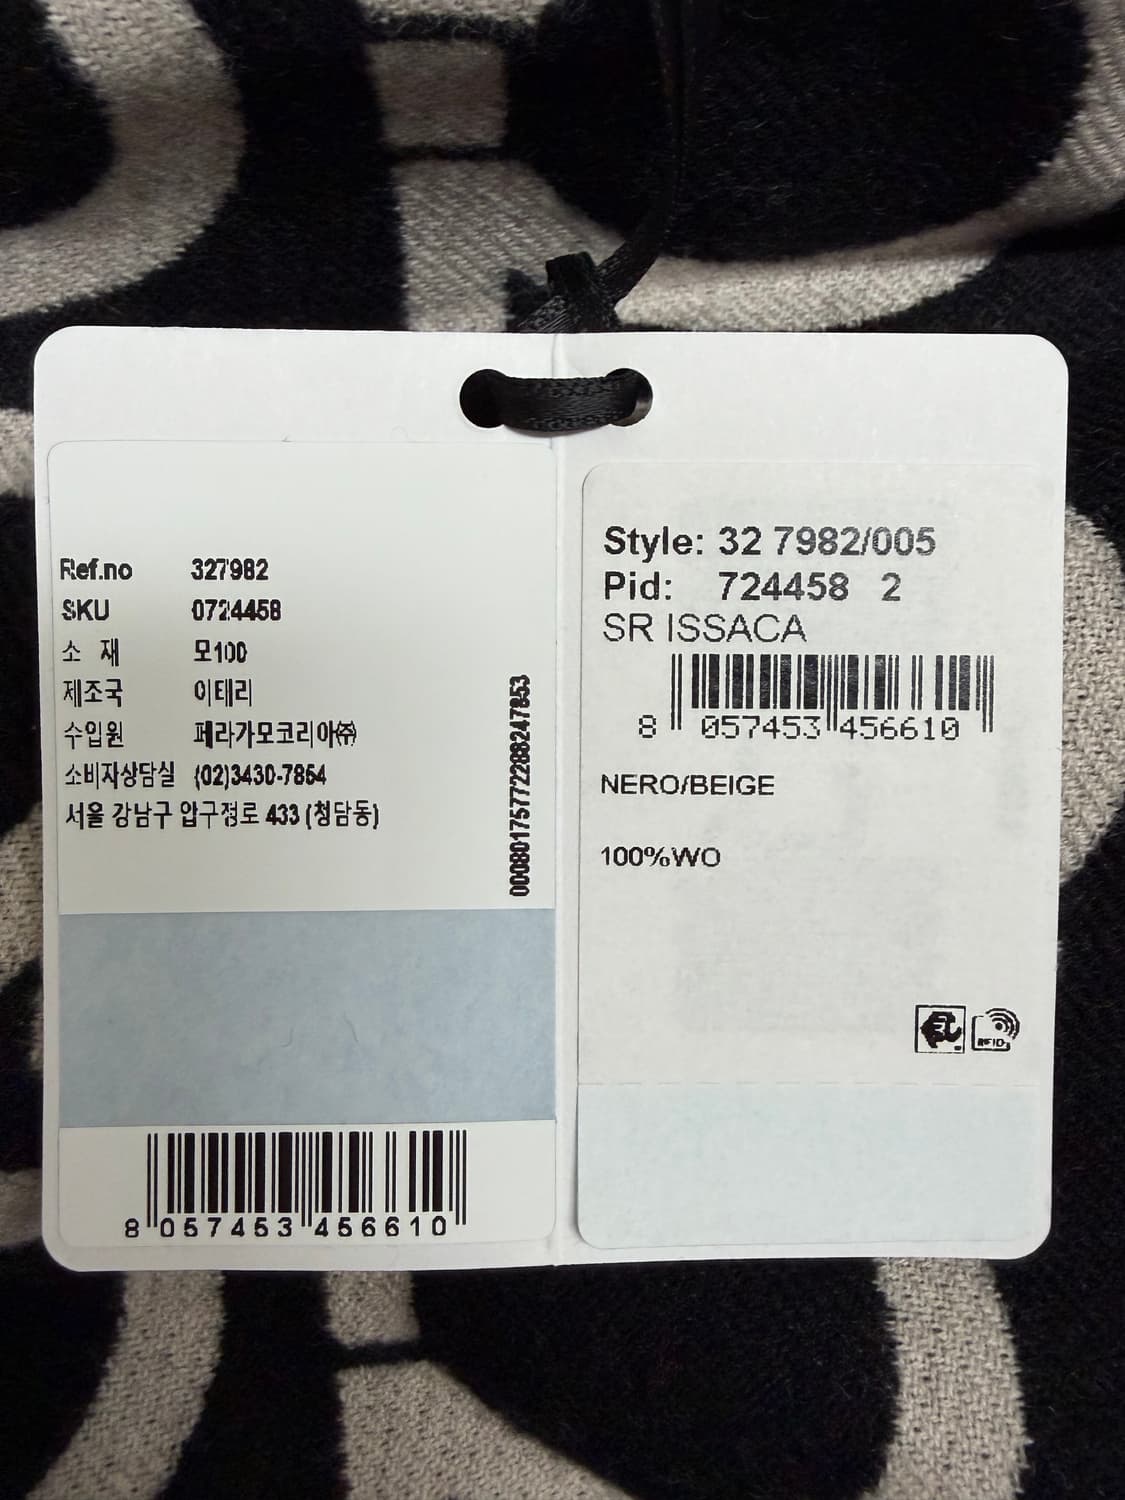 Ref.no 327982
SKU 0724458
소 재 모100
제조국 이태리
수입원 페라가모코리아㈜
소비자상담실 (02)3430-7854
서울 강남구 압구정로 433 (청담동)
00080175772288247853
8 057453 456610
Style: 32 7982/005
Pid: 724458 2
SR ISSACA
8 057453 456610
NERO/BEIGE
100%WO
RFID